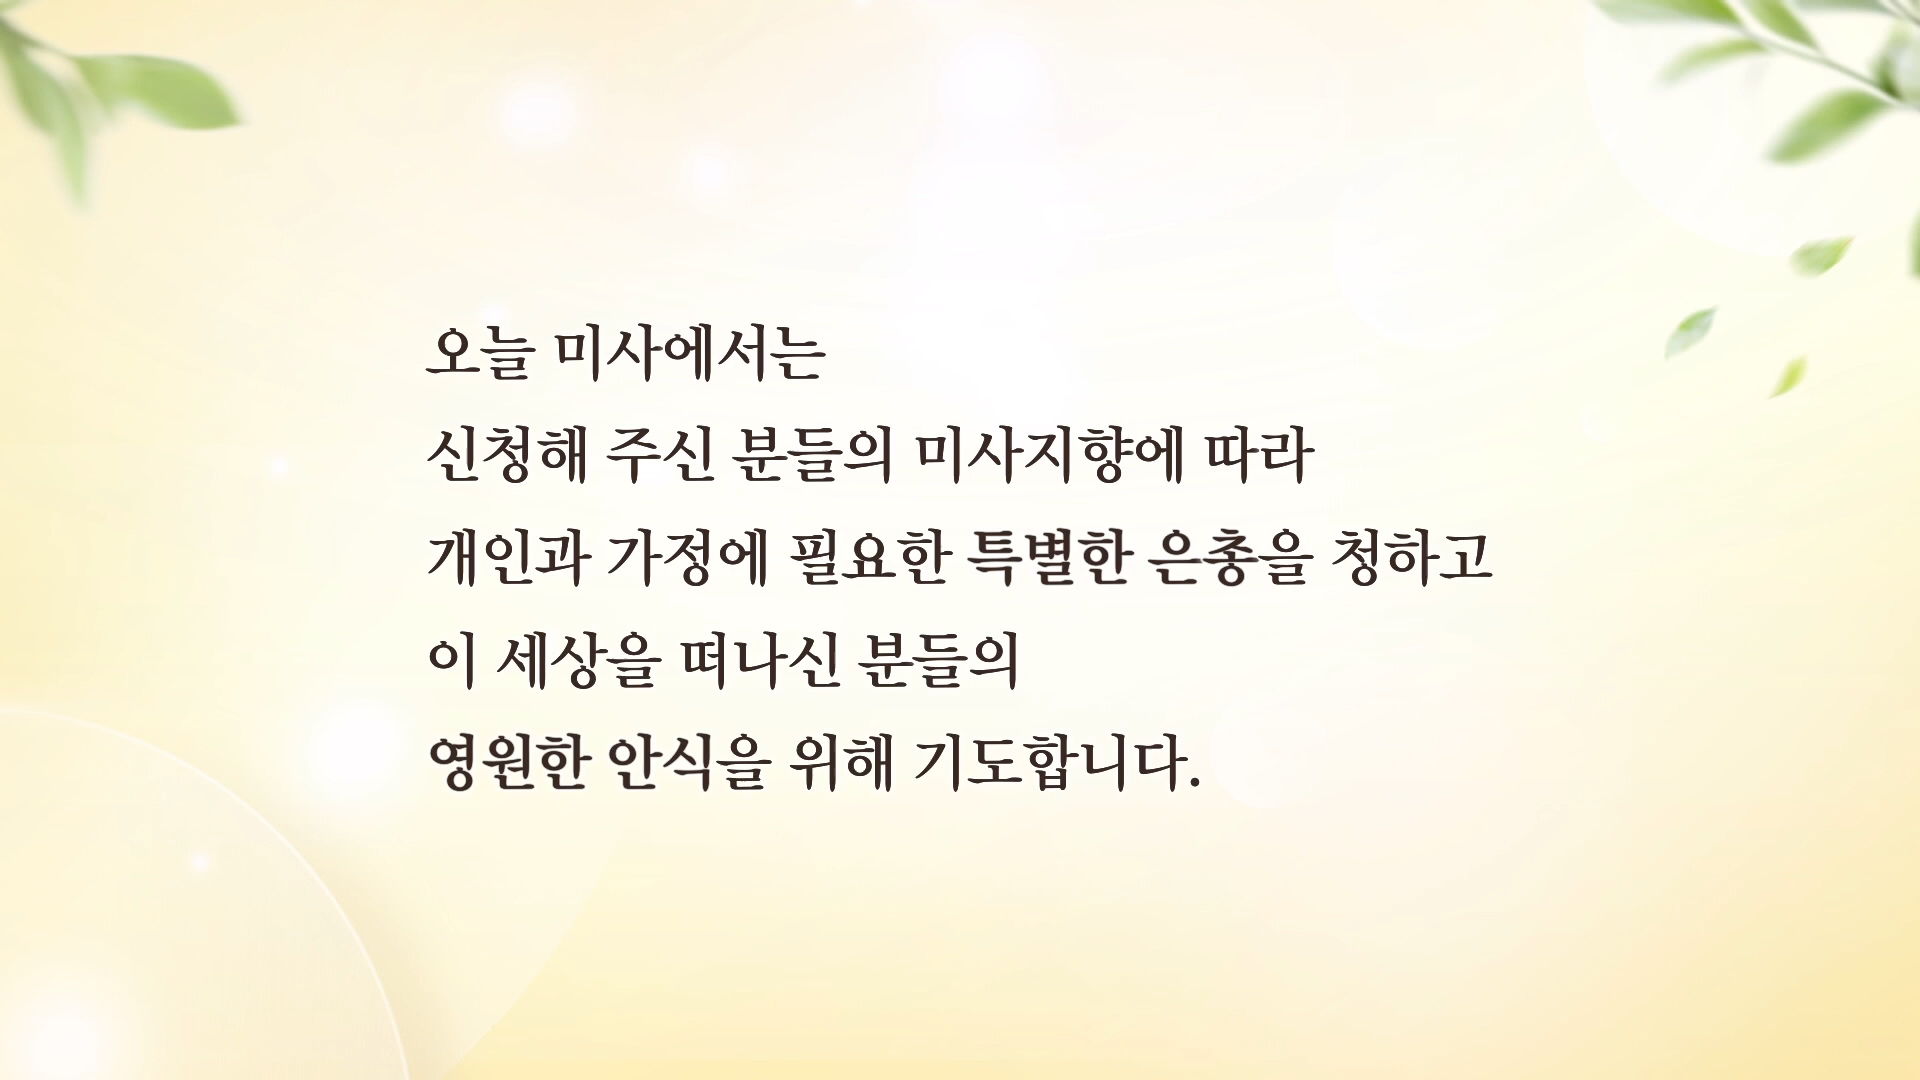 오늘 미사에서는
신청해 주신 분들의 미사지향에 따라
개인과 가정에 필요한 특별한 은총을 청하고
이 세상을 떠나신 분들의
영원한 안식을 위해 기도합니다.